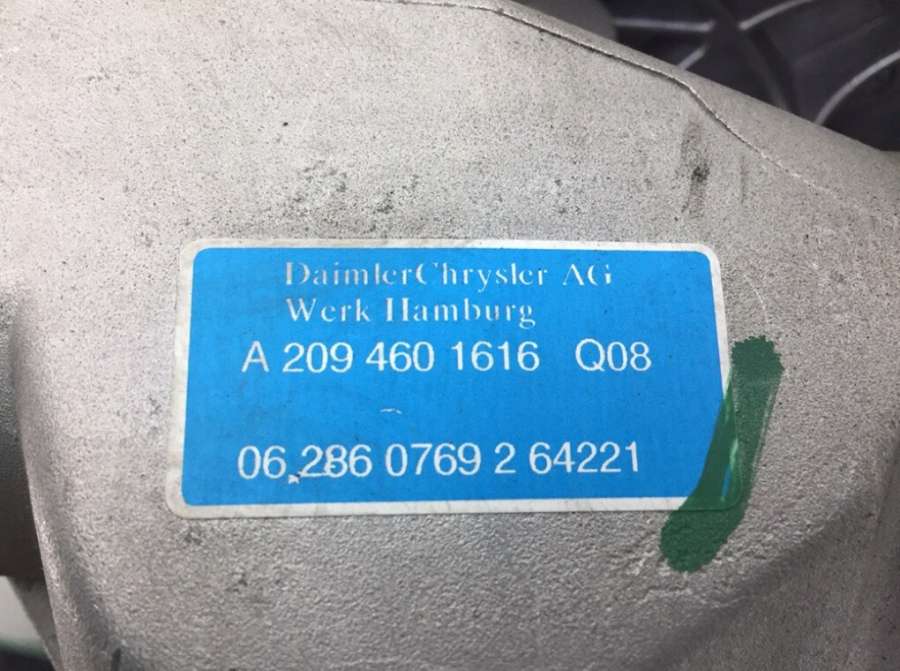 DaimlerChrysler AG
Werk Hamburg
A 209 460 1616 Q08
06.286 0769 2 64221